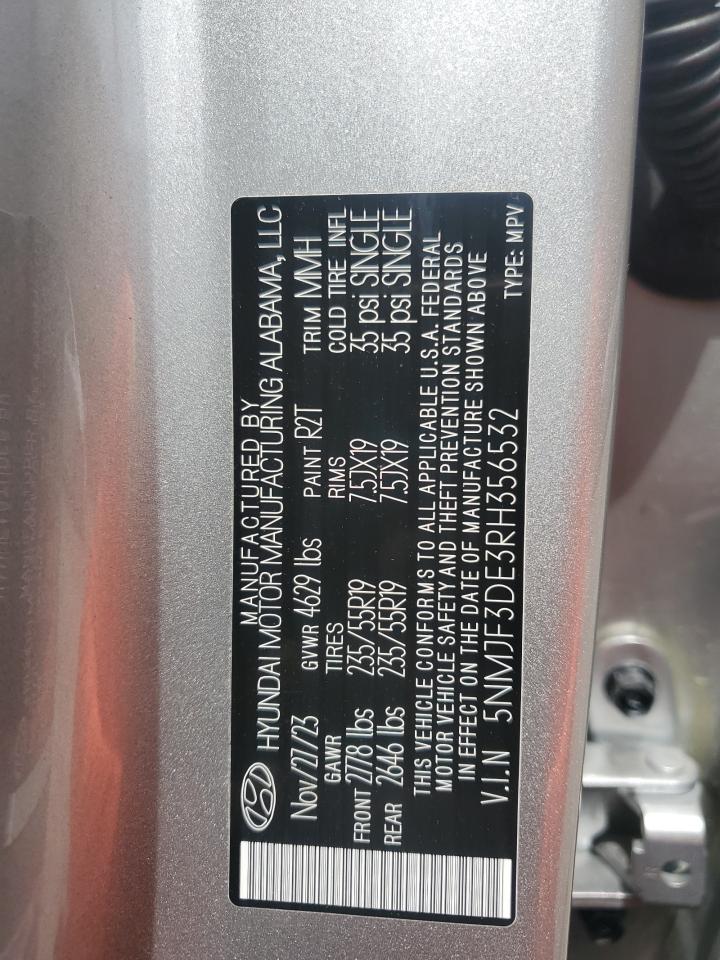 MANUFACTURED BY
HYUNDAI MOTOR MANUFACTURING ALABAMA, LLC
Nov/27/23 GVWR 4629 lbs PAINT R2T TRIM MMH
GAWR TIRES RIMS COLD TIRE INFL
FRONT 2778 lbs 235/55R19 7.5JX19 35 psi SINGLE
REAR 2646 lbs 235/55R19 7.5JX19 35 psi SINGLE
THIS VEHICLE CONFORMS TO ALL APPLICABLE U.S.A. FEDERAL
MOTOR VEHICLE SAFETY AND THEFT PREVENTION STANDARDS
IN EFFECT ON THE DATE OF MANUFACTURE SHOWN ABOVE
V.I.N 5NMJF3DE3RH356532 TYPE: MPV